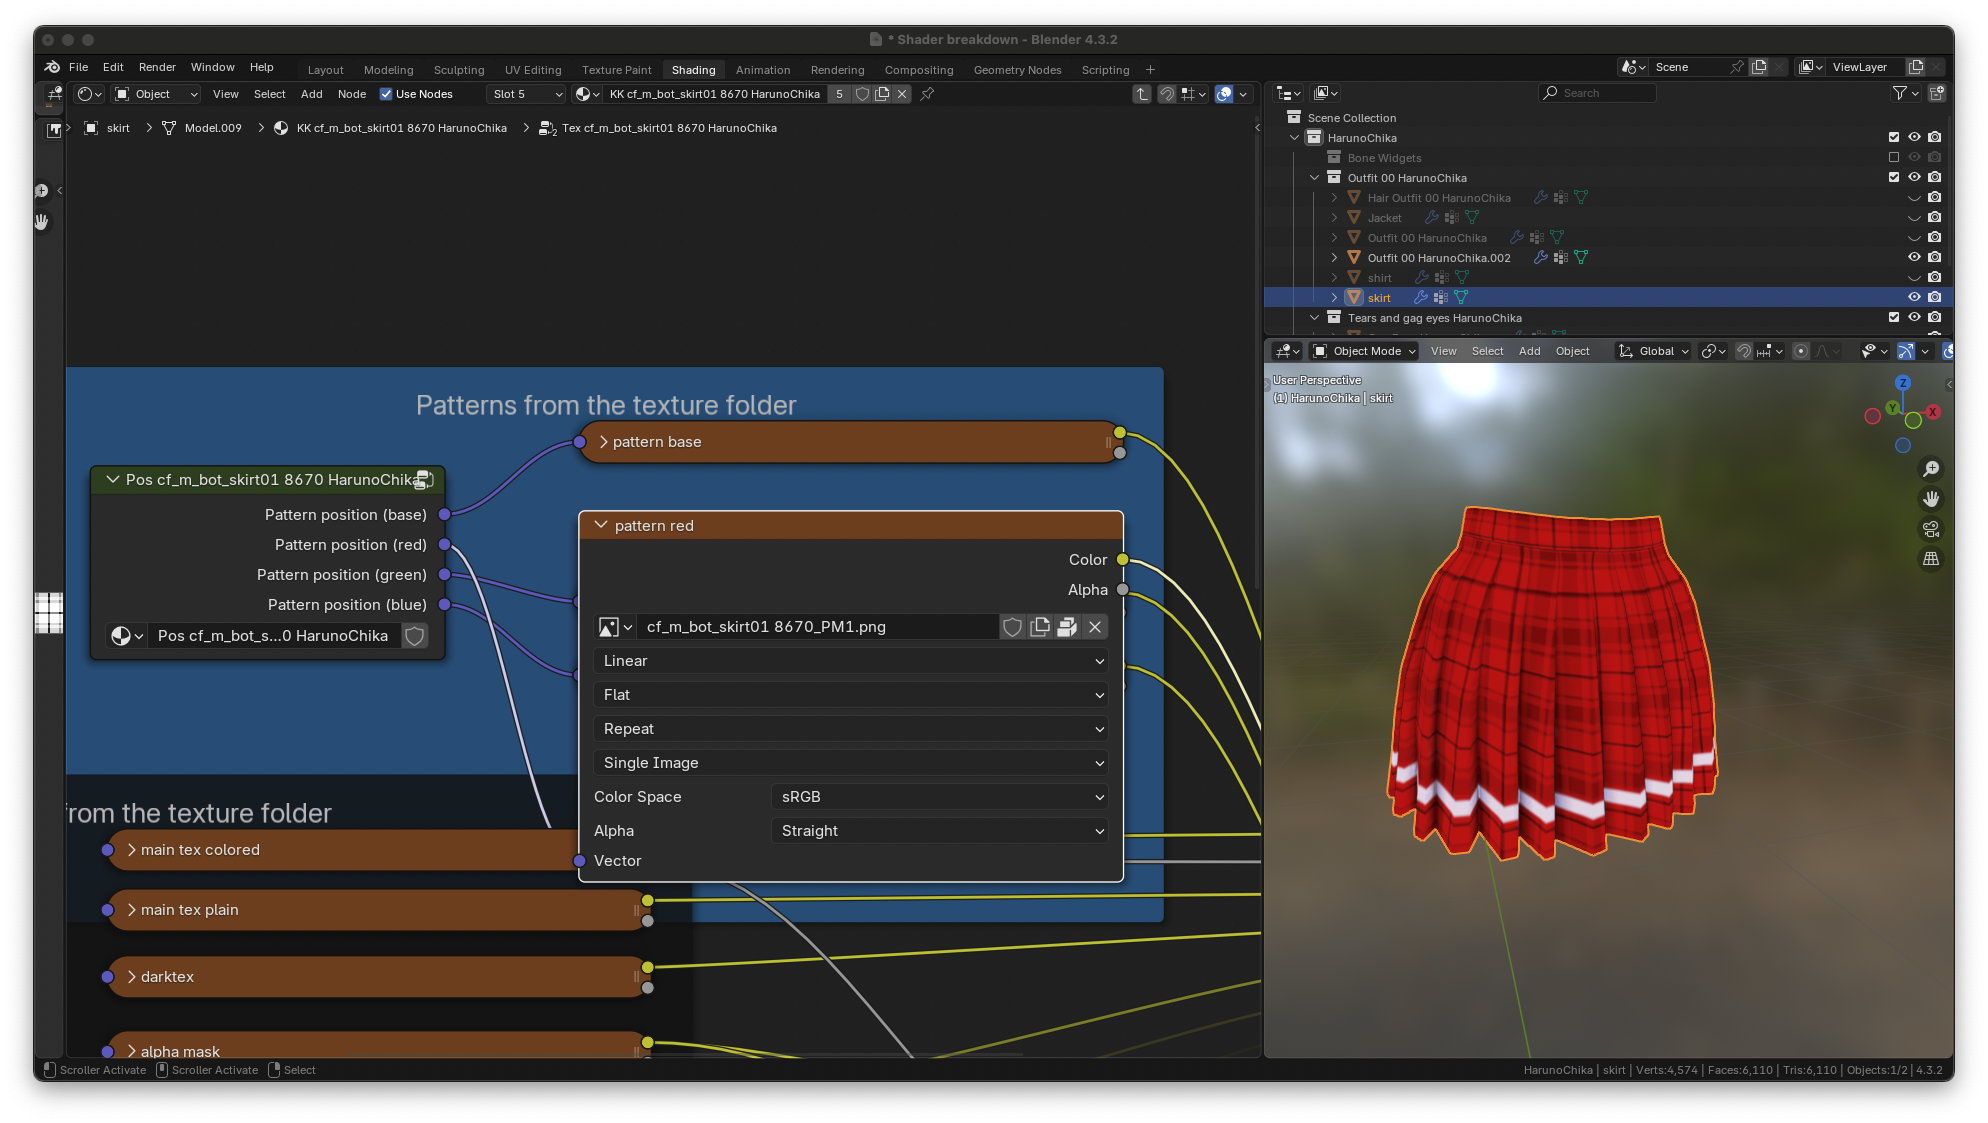 * Shader breakdown - Blender 4.3.2
File Edit Render Window Help
Layout Modeling Sculpting UV Editing Texture Paint Shading Animation Rendering Compositing Geometry Nodes Scripting +
Scene
ViewLayer
Object View Select Add Node Use Nodes Slot 5 KK cf_m_bot_skirt01 8670 HarunoChika 5
skirt > Model.009 > KK cf_m_bot_skirt01 8670 HarunoChika > Tex cf_m_bot_skirt01 8670 HarunoChika
Patterns from the texture folder
pattern base
Pos cf_m_bot_skirt01 8670 HarunoChika
Pattern position (base)
Pattern position (red)
Pattern position (green)
Pattern position (blue)
Pos cf_m_bot_s...0 HarunoChika
pattern red
Color
Alpha
cf_m_bot_skirt01 8670_PM1.png
Linear
Flat
Repeat
Single Image
Color Space sRGB
Alpha Straight
Vector
from the texture folder
main tex colored
main tex plain
darktex
alpha mask
Search
Scene Collection
HarunoChika
Bone Widgets
Outfit 00 HarunoChika
Hair Outfit 00 HarunoChika
Jacket
Outfit 00 HarunoChika
Outfit 00 HarunoChika.002
shirt
skirt
Tears and gag eyes HarunoChika
Object Mode View Select Add Object Global
User Perspective
(1) HarunoChika | skirt
Z
Y
X
Scroller Activate Scroller Activate Select
HarunoChika | skirt | Verts:4,574 | Faces:6,110 | Tris:6,110 | Objects:1/2 | 4.3.2